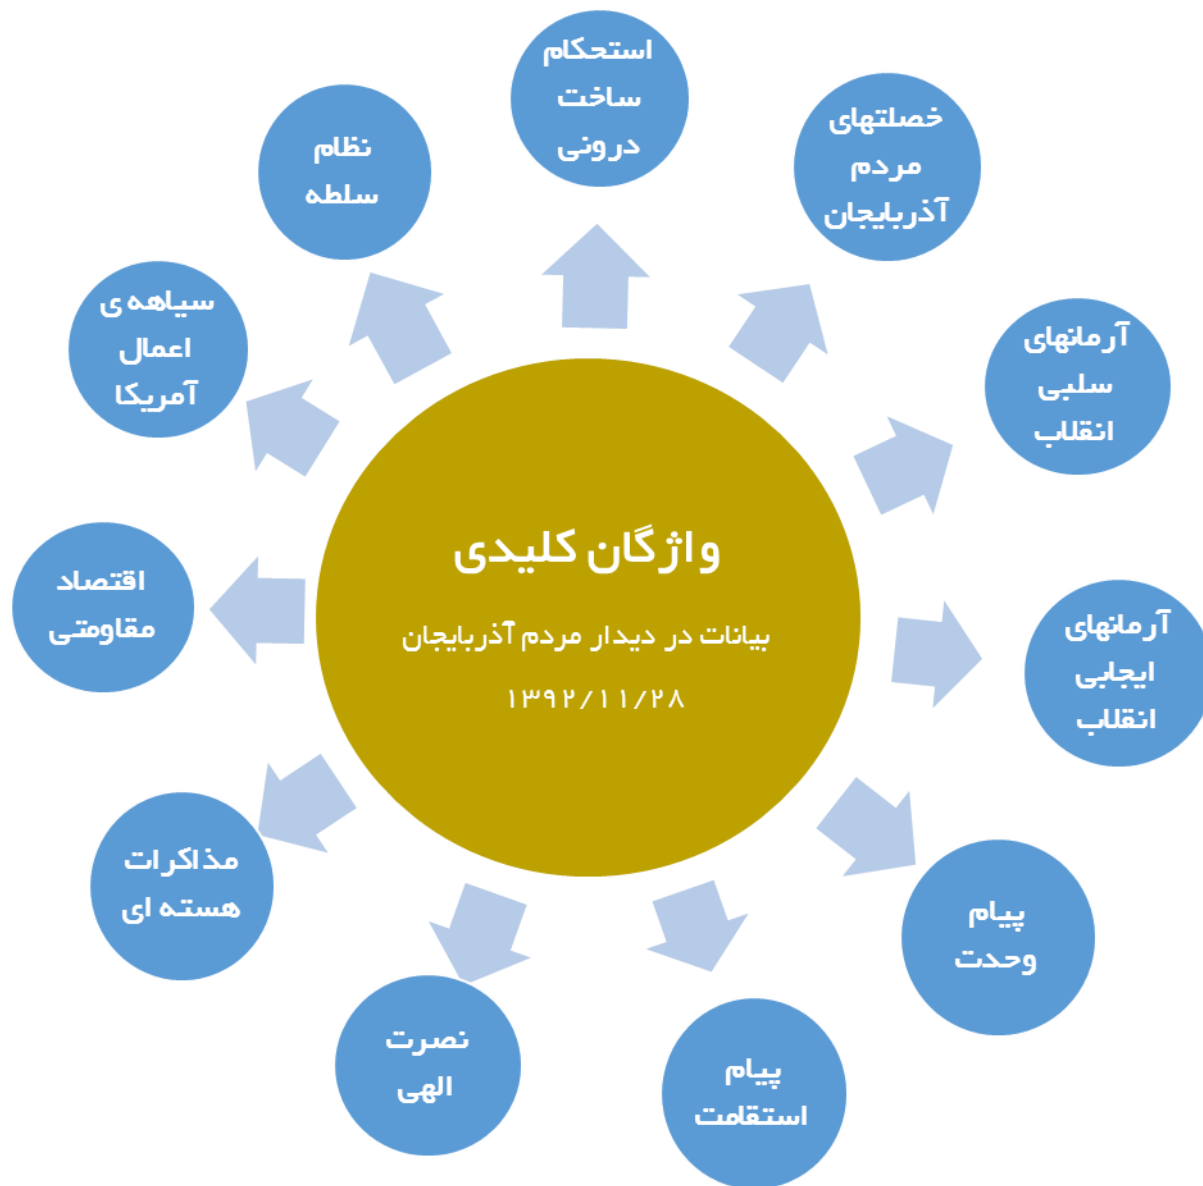 واژگان کلیدی
بیانات در دیدار مردم آذربایجان
۱۳۹۲/۱۱/۲۸
استحکام
ساخت
درونی
خصلتهای
مردم
آذربایجان
آرمانهای
سلبی
انقلاب
آرمانهای
ایجابی
انقلاب
پیام
وحدت
پیام
استقامت
نصرت
الهی
مذاکرات
هسته ای
اقتصاد
مقاومتی
سیاهه ی
اعمال
آمریکا
نظام
سلطه